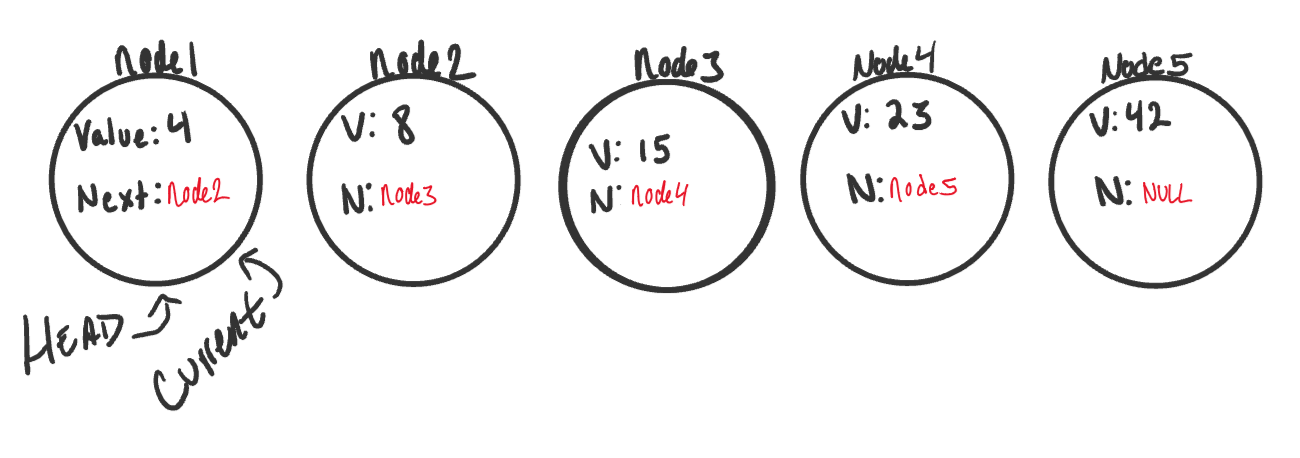 Node1
Value: 4
Next: Node2
HEAD
Current
Node2
V: 8
N: Node3
Node3
V: 15
N: Node4
Node4
V: 23
N: Node5
Node5
V: 42
N: NULL